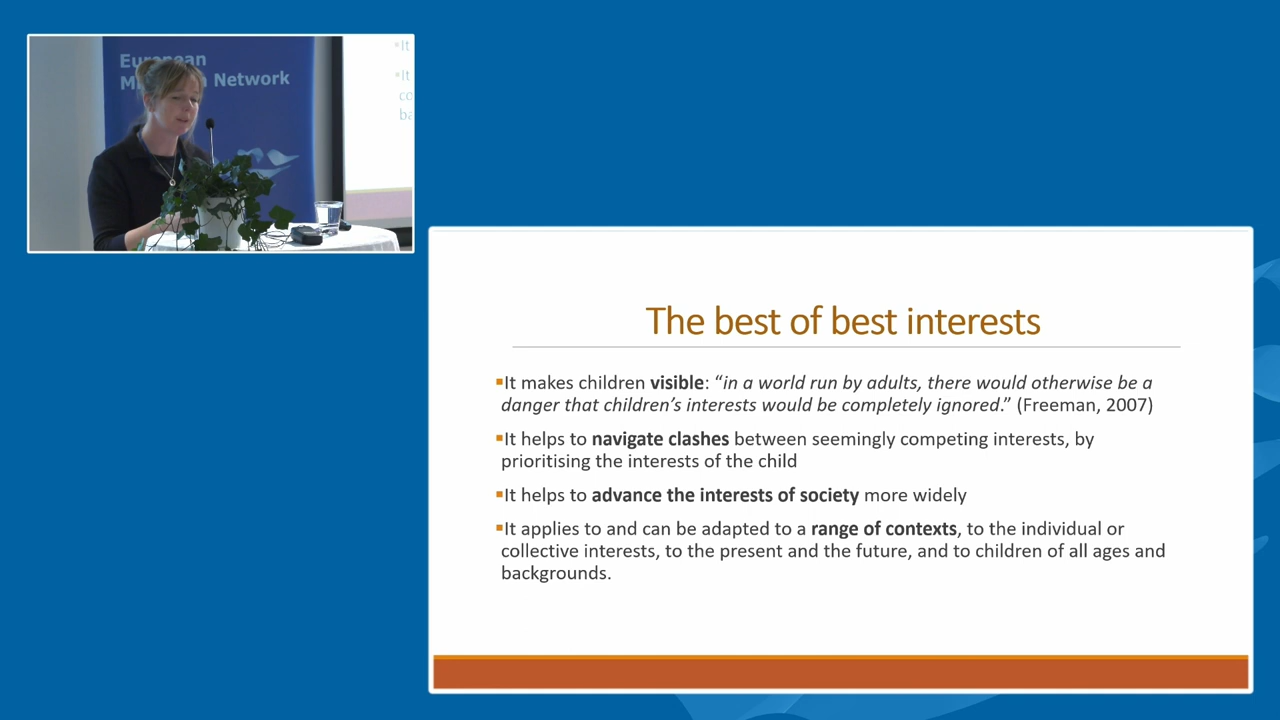 European
Network
▪It
▪It
co
ba
The best of best interests
▪It makes children visible: “in a world run by adults, there would otherwise be a
danger that children’s interests would be completely ignored.” (Freeman, 2007)
▪It helps to navigate clashes between seemingly competing interests, by
prioritising the interests of the child
▪It helps to advance the interests of society more widely
▪It applies to and can be adapted to a range of contexts, to the individual or
collective interests, to the present and the future, and to children of all ages and
backgrounds.